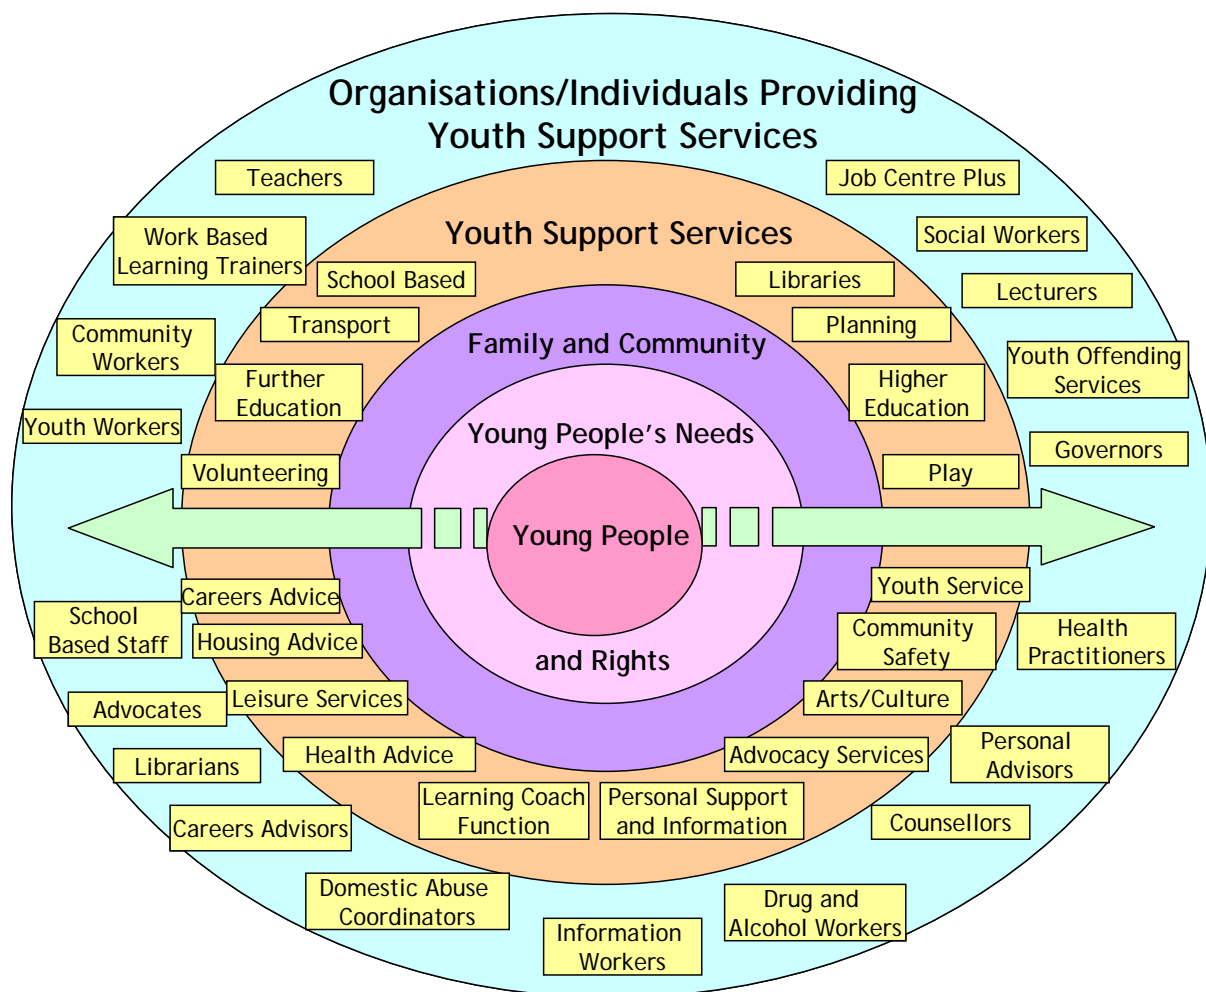 Organisations/Individuals Providing
Youth Support Services
Teachers
Job Centre Plus
Work Based
Learning Trainers
Youth Support Services
Social Workers
School Based
Libraries
Lecturers
Transport
Planning
Community
Workers
Family and Community
Youth Offending
Services
Further
Education
Higher
Education
Youth Workers
Young People's Needs
Governors
Volunteering
Play
Young People
Careers Advice
Youth Service
School
Based Staff
Housing Advice
Community
Safety
Health
Practitioners
and Rights
Advocates
Leisure Services
Arts/Culture
Librarians
Health Advice
Advocacy Services
Personal
Advisors
Learning Coach
Function
Personal Support
and Information
Careers Advisors
Counsellors
Domestic Abuse
Coordinators
Drug and
Alcohol Workers
Information
Workers